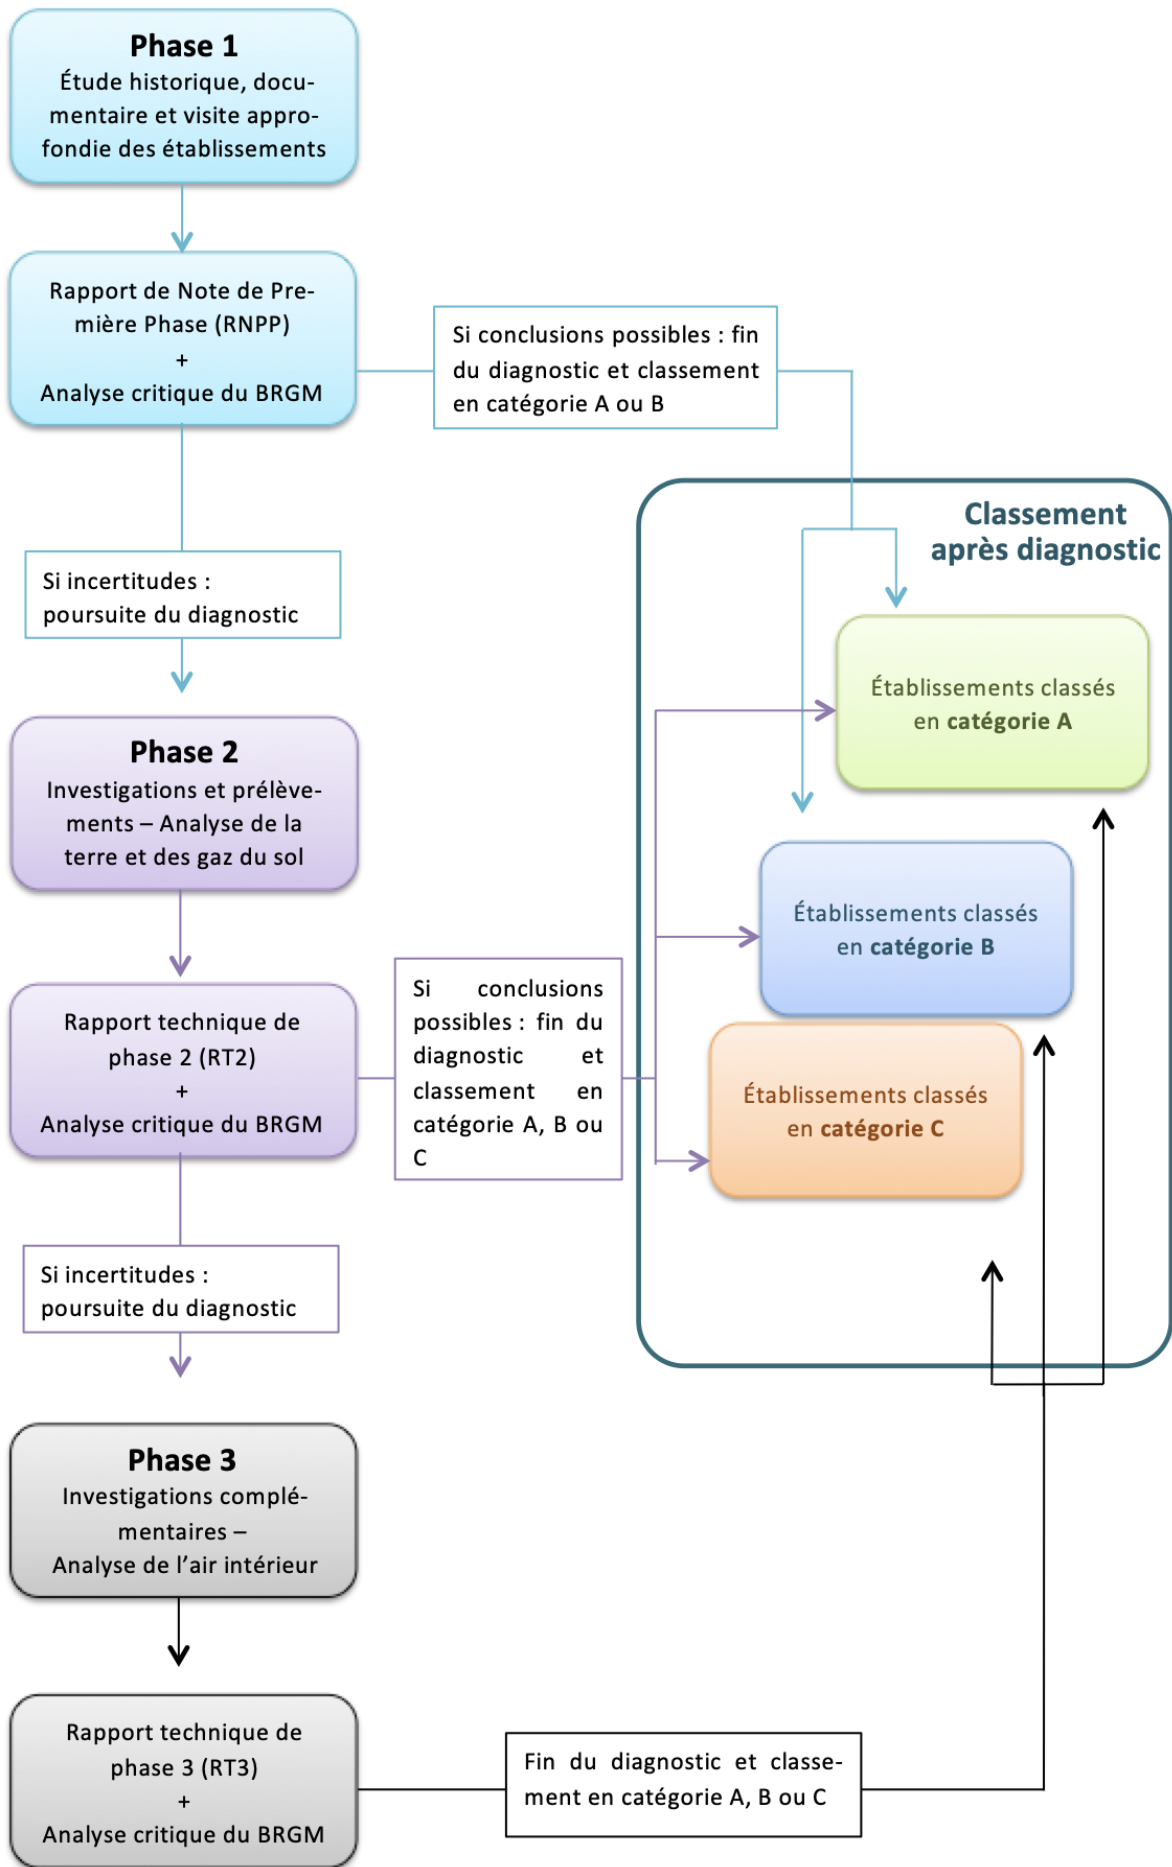 Phase 1
Étude historique, docu-
mentaire et visite appro-
fondie des établissements
Rapport de Note de Pre-
mière Phase (RNPP)
+
Analyse critique du BRGM
Si conclusions possibles : fin
du diagnostic et classement
en catégorie A ou B
Si incertitudes :
poursuite du diagnostic
Classement
après diagnostic
Établissements classés
en catégorie A
Phase 2
Investigations et prélève-
ments – Analyse de la
terre et des gaz du sol
Établissements classés
en catégorie B
Rapport technique de
phase 2 (RT2)
+
Analyse critique du BRGM
Si conclusions
possibles : fin du
diagnostic et
classement en
catégorie A, B ou
C
Établissements classés
en catégorie C
Si incertitudes :
poursuite du diagnostic
Phase 3
Investigations complé-
mentaires –
Analyse de l’air intérieur
Rapport technique de
phase 3 (RT3)
+
Analyse critique du BRGM
Fin du diagnostic et classe-
ment en catégorie A, B ou C